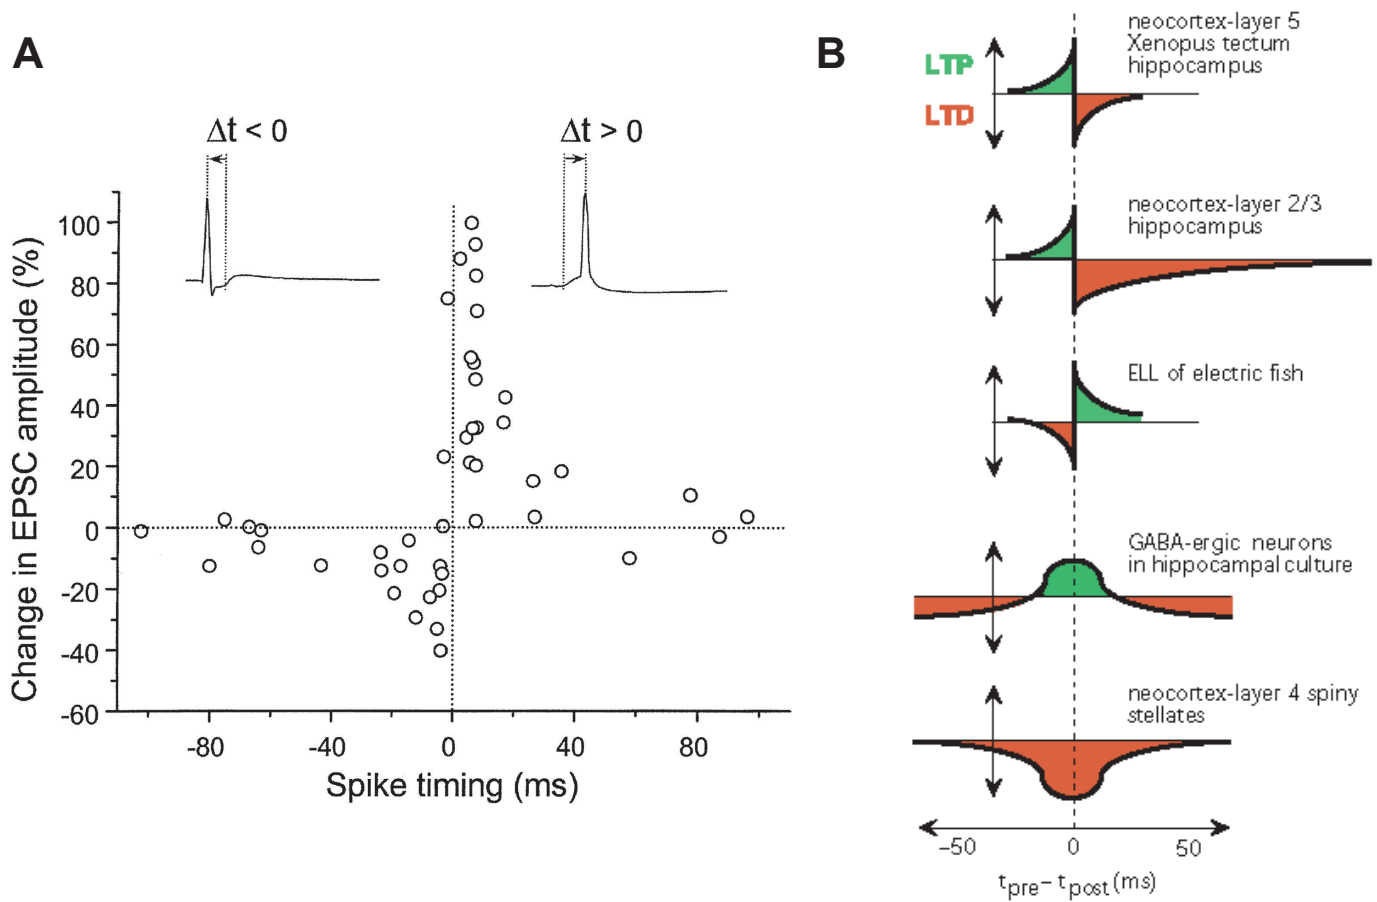 A
Δt < 0
Δt > 0
Change in EPSC amplitude (%)
100
80
60
40
20
0
-20
-40
-60
-80
-40
0
40
80
Spike timing (ms)
B
LTP
LTD
neocortex-layer 5
Xenopus tectum
hippocampus
neocortex-layer 2/3
hippocampus
ELL of electric fish
GABA-ergic neurons
in hippocampal culture
neocortex-layer 4 spiny
stellates
–50
0
50
tpre – tpost (ms)